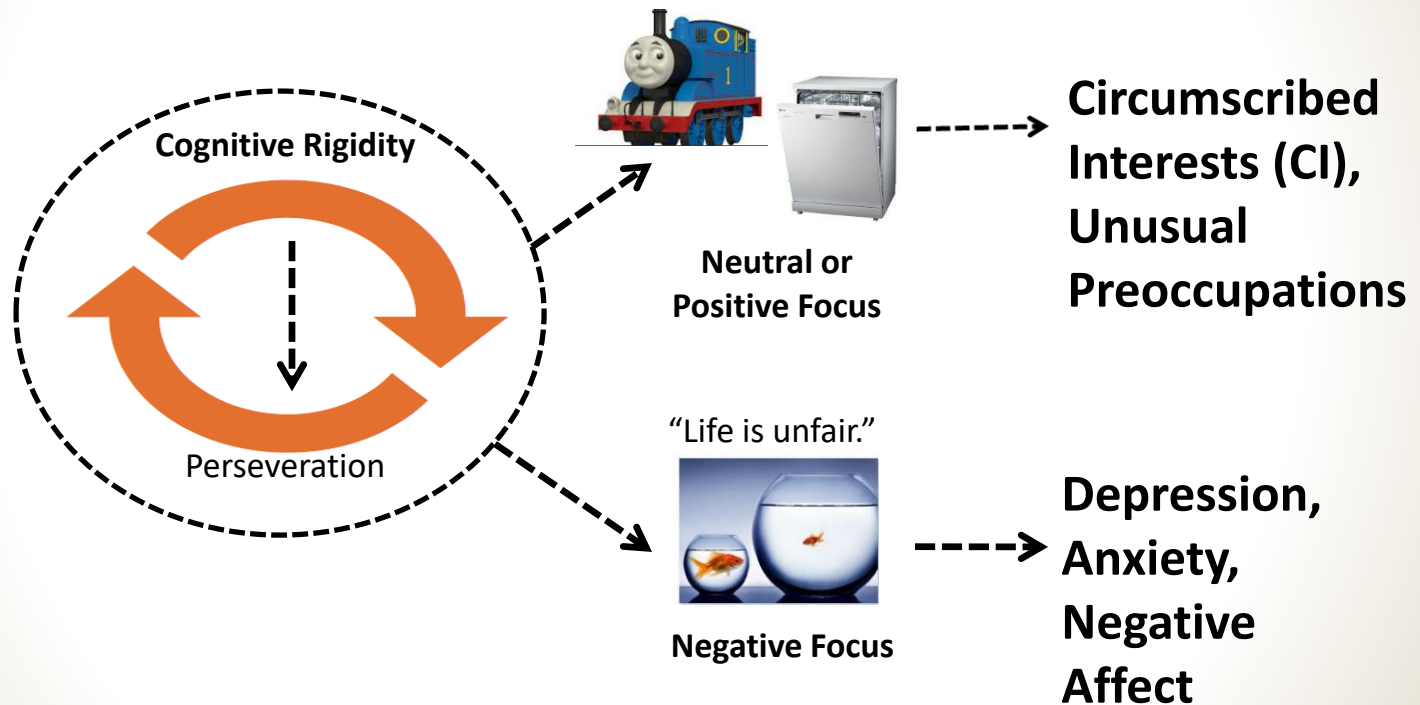 Cognitive Rigidity
Perseveration
1
Neutral or
Positive Focus
Circumscribed
Interests (CI),
Unusual
Preoccupations
“Life is unfair.”
Negative Focus
Depression,
Anxiety,
Negative
Affect